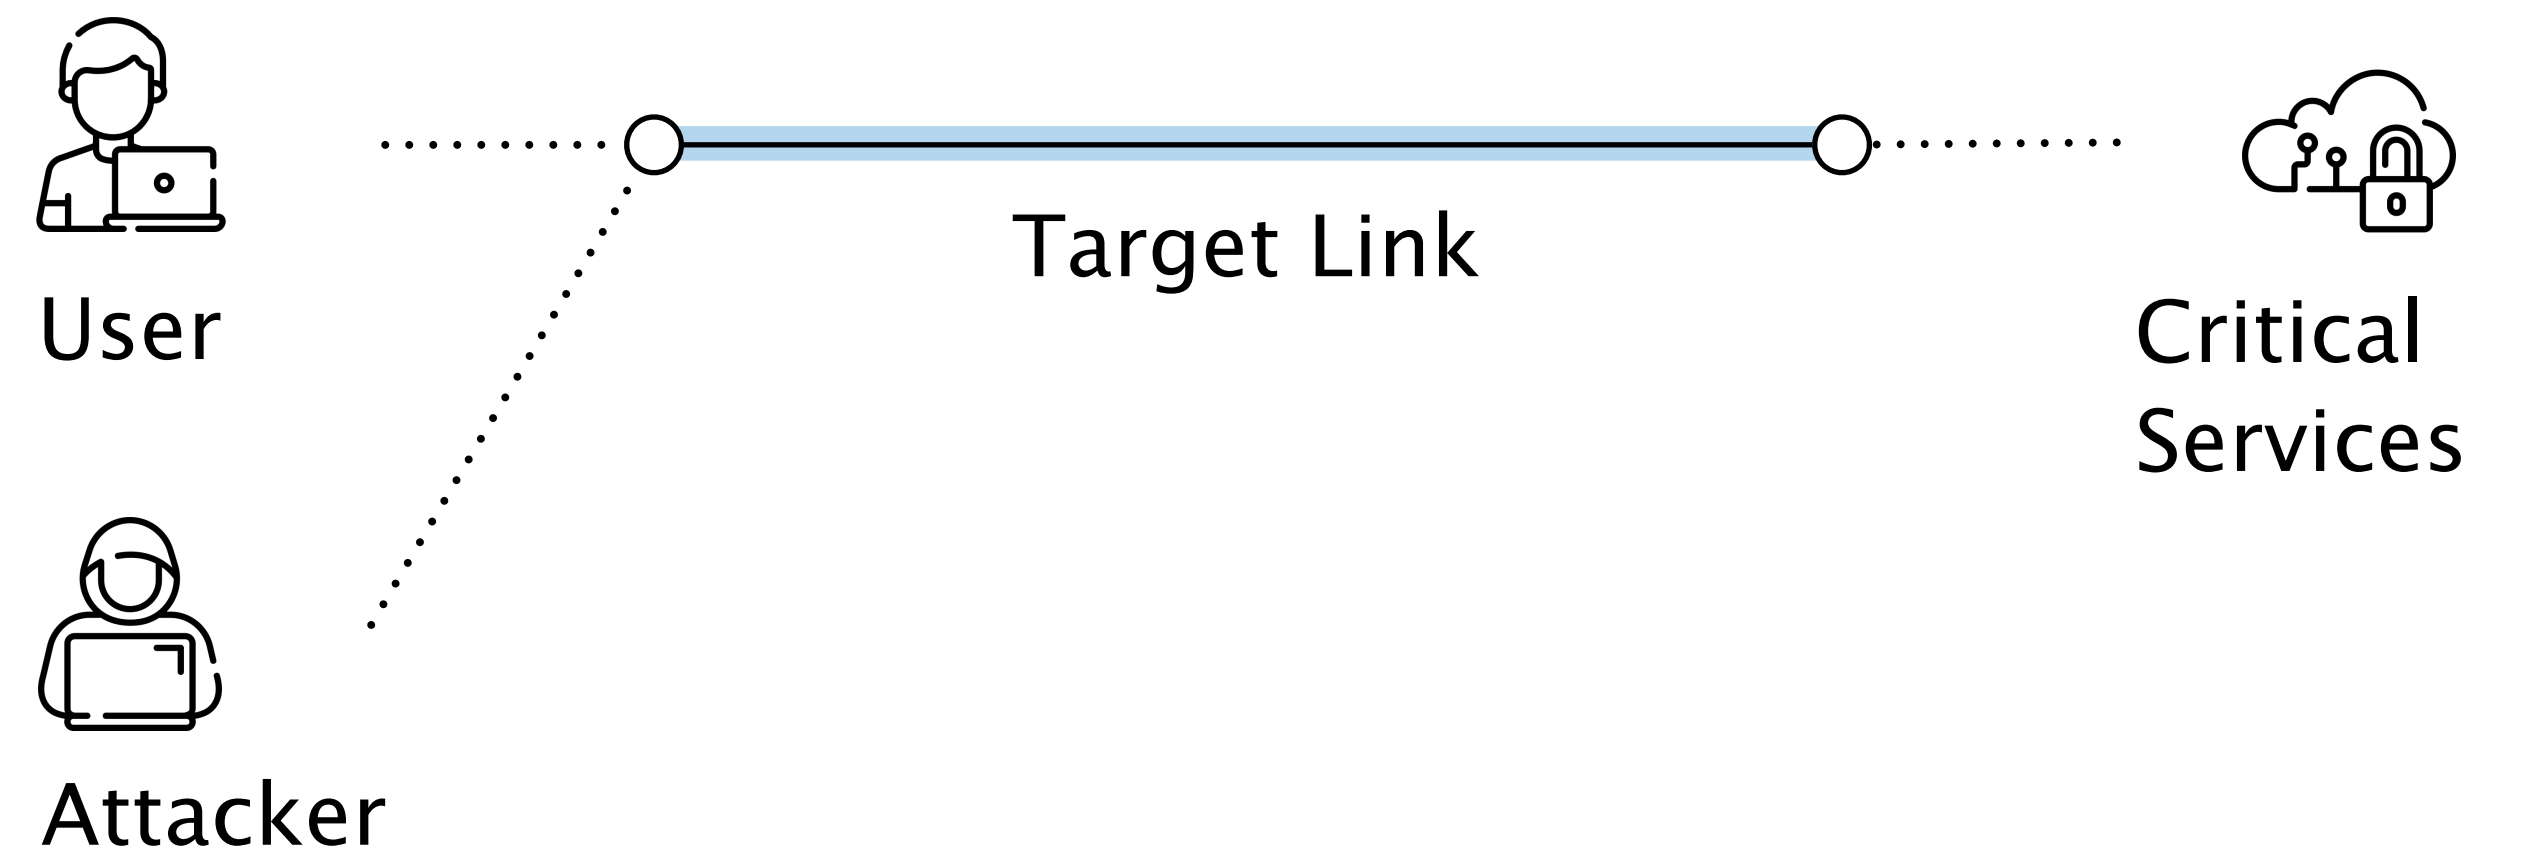 Target Link
User
Critical
Services
Attacker